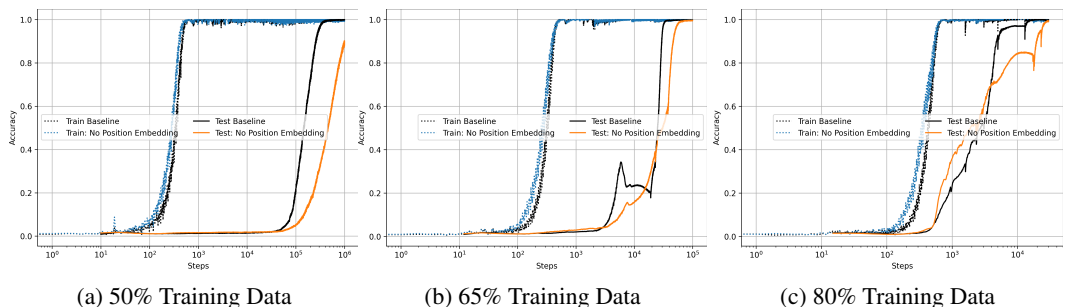 1.0
0.8
0.6
0.4
0.2
0.0
Accuracy
Train Baseline
Train: No Position Embedding
Test Baseline
Test: No Position Embedding
10⁰ 10¹ 10² 10³ 10⁴ 10⁵ 10⁶
Steps
(a) 50% Training Data
1.0
0.8
0.6
0.4
0.2
0.0
Accuracy
Train Baseline
Train: No Position Embedding
Test Baseline
Test: No Position Embedding
10⁰ 10¹ 10² 10³ 10⁴ 10⁵
Steps
(b) 65% Training Data
1.0
0.8
0.6
0.4
0.2
0.0
Accuracy
Train Baseline
Train: No Position Embedding
Test Baseline
Test: No Position Embedding
10⁰ 10¹ 10² 10³ 10⁴
Steps
(c) 80% Training Data